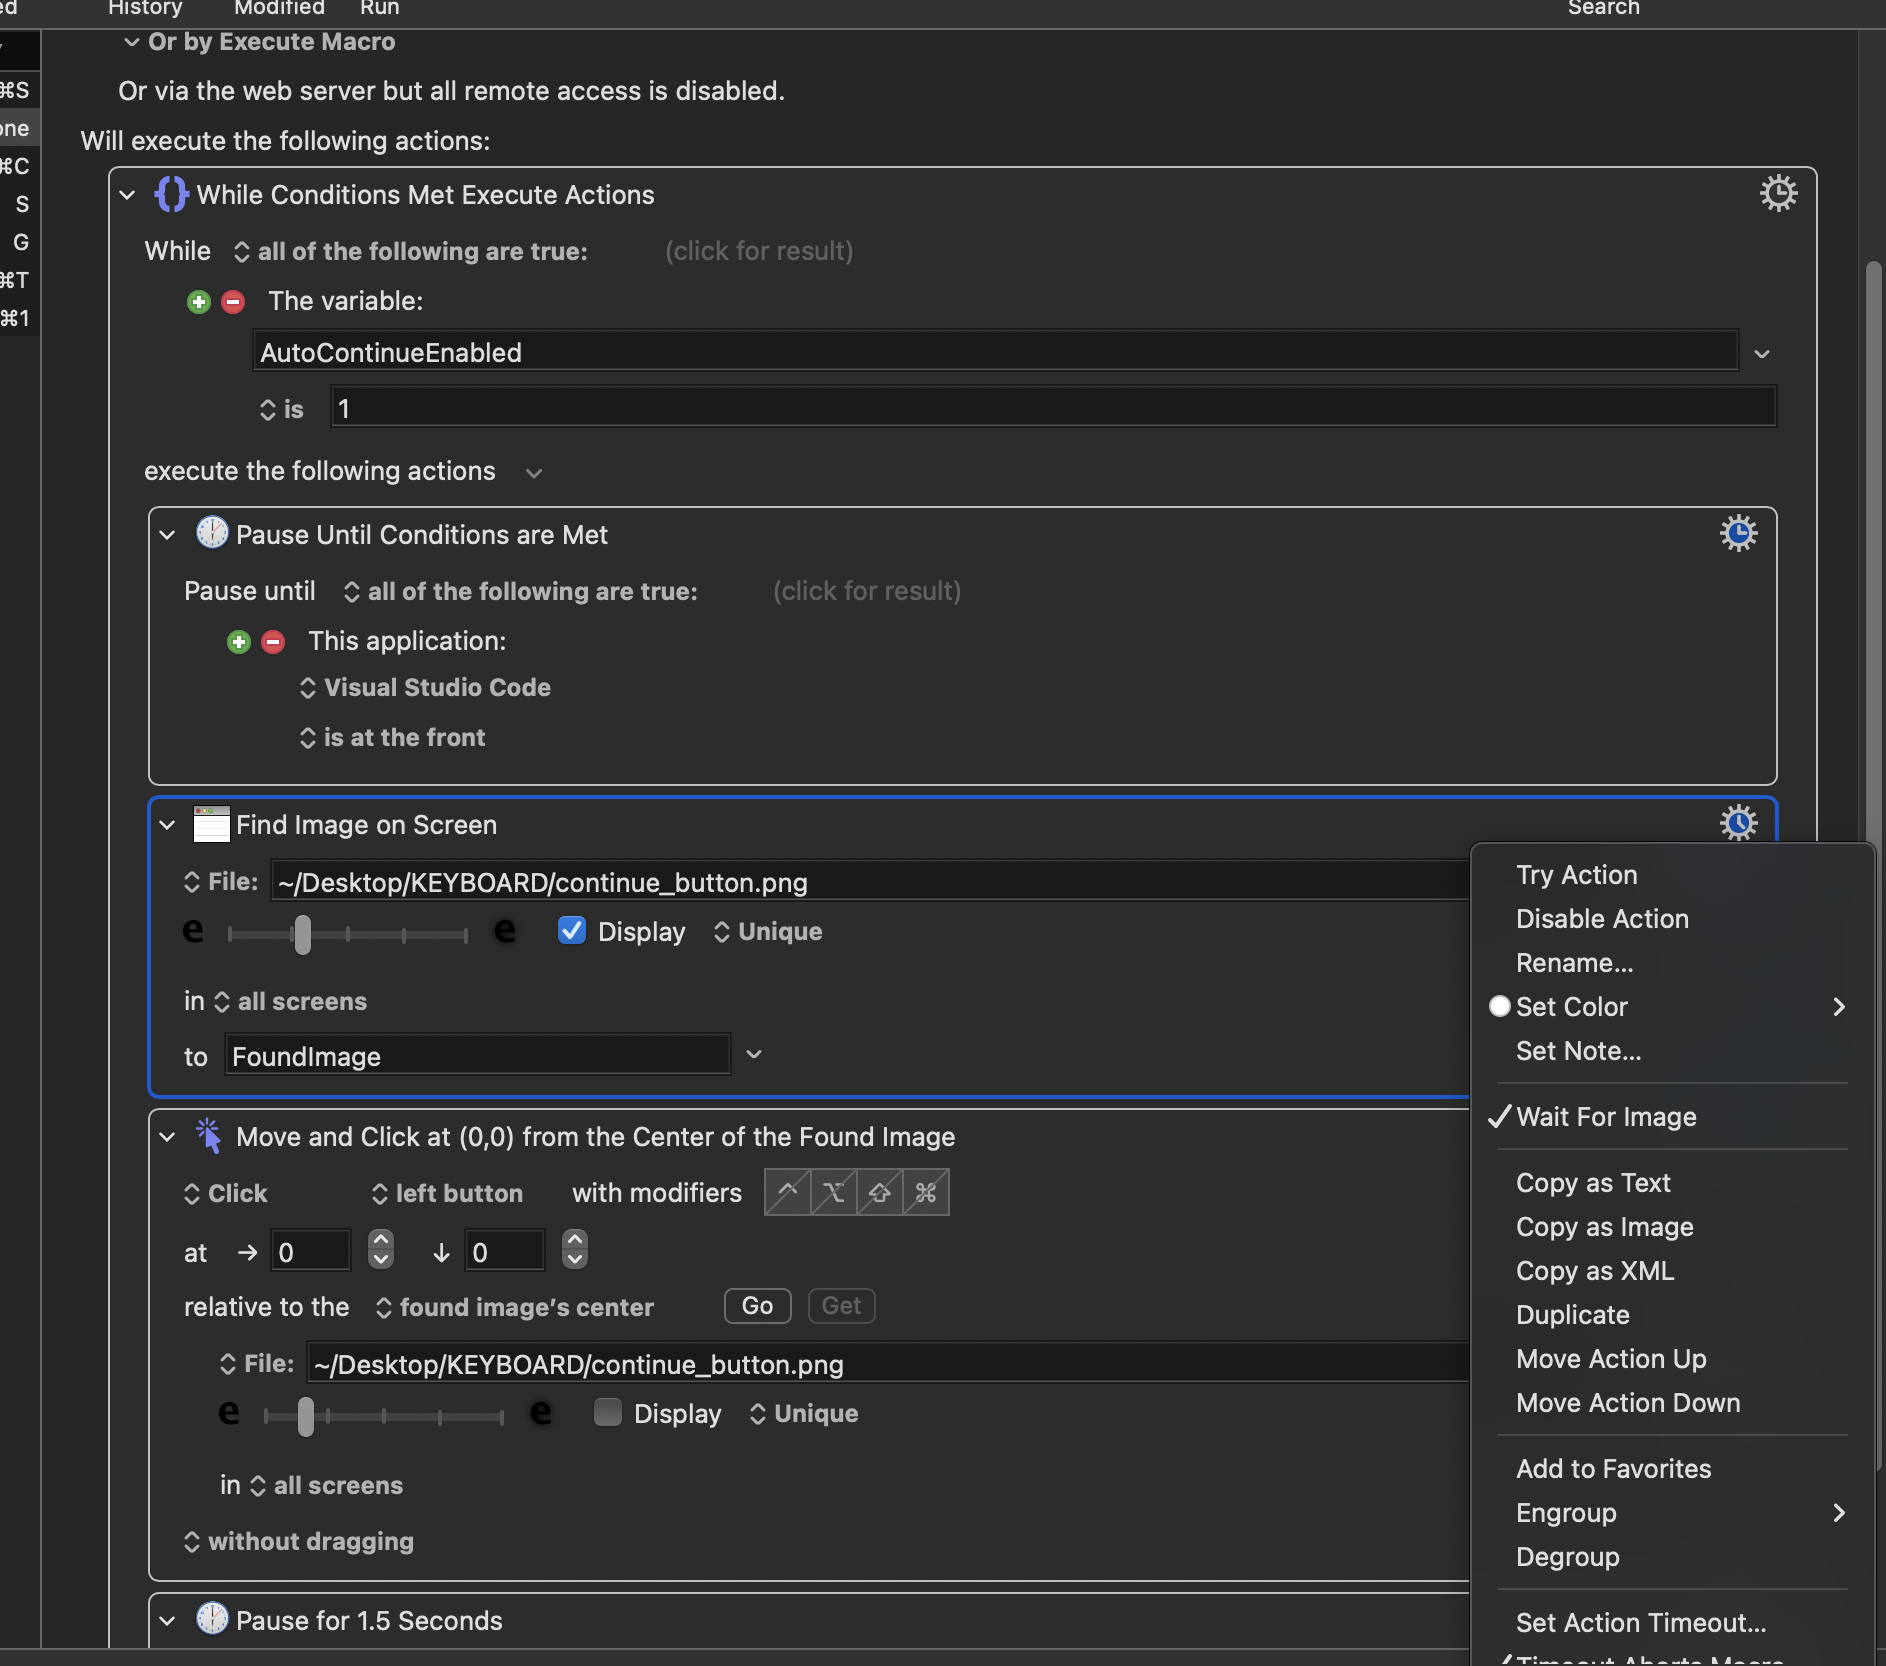 ed History Modified Run Search
Or by Execute Macro
⌘S
Or via the web server but all remote access is disabled.
one
Will execute the following actions:
⌘C
While Conditions Met Execute Actions
S
G
While all of the following are true: (click for result)
⌘T
The variable:
⌘1
AutoContinueEnabled
is 1
execute the following actions
Pause Until Conditions are Met
Pause until all of the following are true: (click for result)
This application:
Visual Studio Code
is at the front
Find Image on Screen
File: ~/Desktop/KEYBOARD/continue_button.png
e e Display Unique
in all screens
to FoundImage
Move and Click at (0,0) from the Center of the Found Image
Click left button with modifiers ^ ⌥ ⇧ ⌘
at → 0 ↓ 0
relative to the found image's center Go Get
File: ~/Desktop/KEYBOARD/continue_button.png
e e Display Unique
in all screens
without dragging
Pause for 1.5 Seconds
Try Action
Disable Action
Rename...
Set Color
Set Note...
Wait For Image
Copy as Text
Copy as Image
Copy as XML
Duplicate
Move Action Up
Move Action Down
Add to Favorites
Engroup
Degroup
Set Action Timeout...
Timeout Aborts Macro